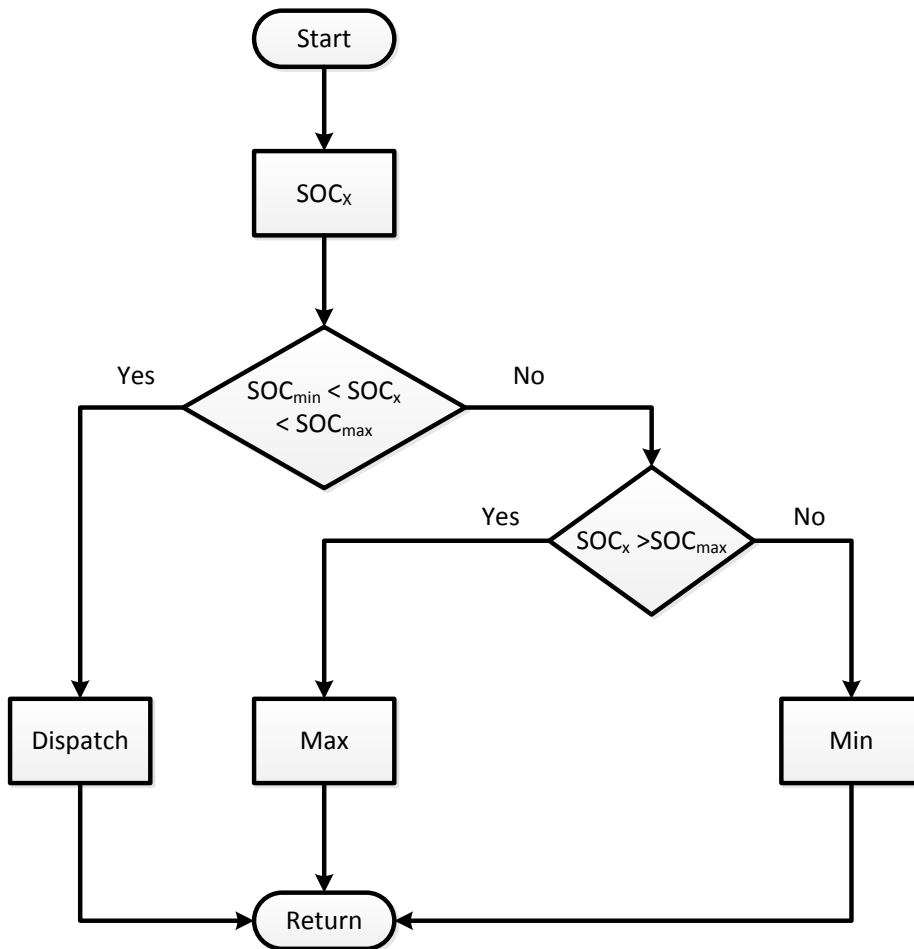 Start
SOCₓ
Yes
No
SOCₘᵢₙ < SOCₓ
< SOCₘₐₓ
Yes
No
SOCₓ >SOCₘₐₓ
Dispatch
Max
Min
Return